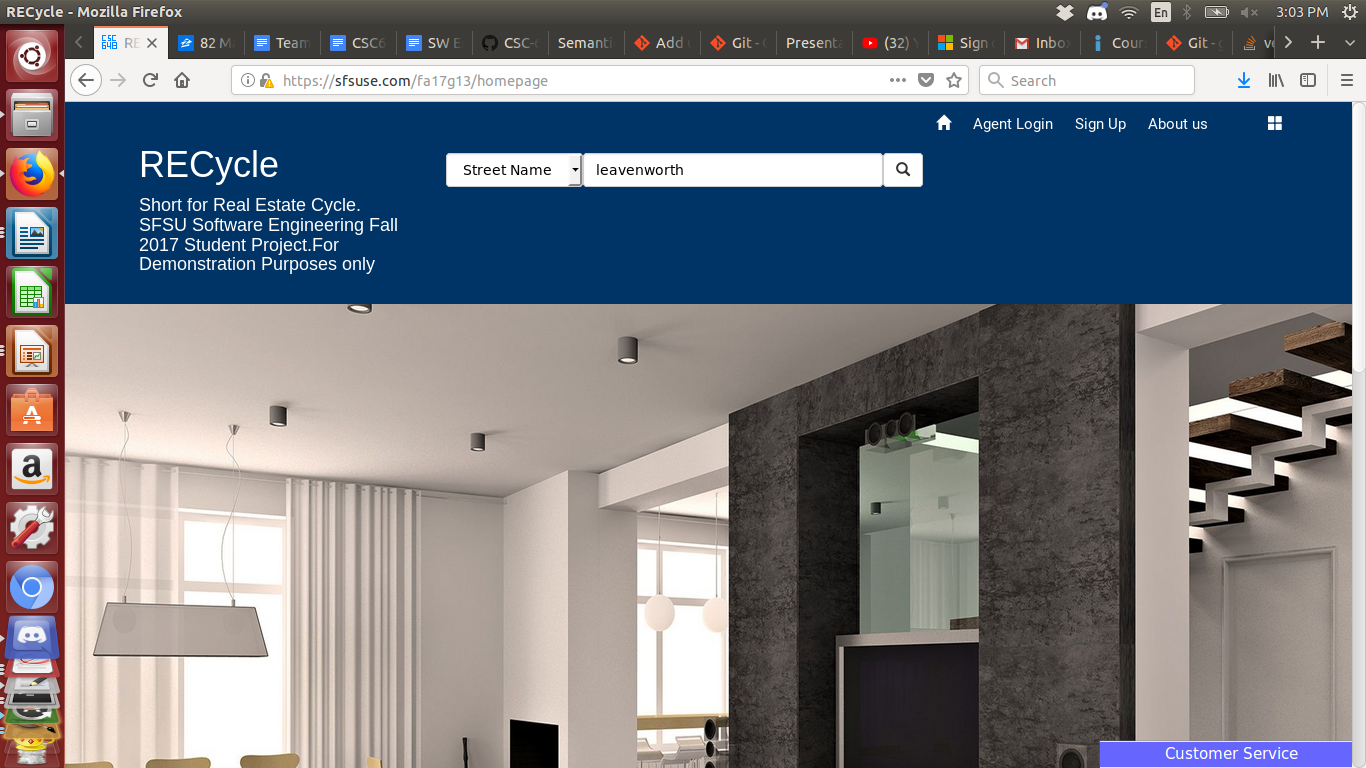 RECycle - Mozilla Firefox
En
3:03 PM
RE
82 M
Team
CSC6
SW E
CSC-
Semanti
Add
Git -
Presenta
(32)
Sign
Inbox
Cour
Git -
https://sfsuse.com/fa17g13/homepage
Search
Agent Login
Sign Up
About us
RECycle
Street Name
leavenworth
Short for Real Estate Cycle.
SFSU Software Engineering Fall
2017 Student Project.For
Demonstration Purposes only
Customer Service